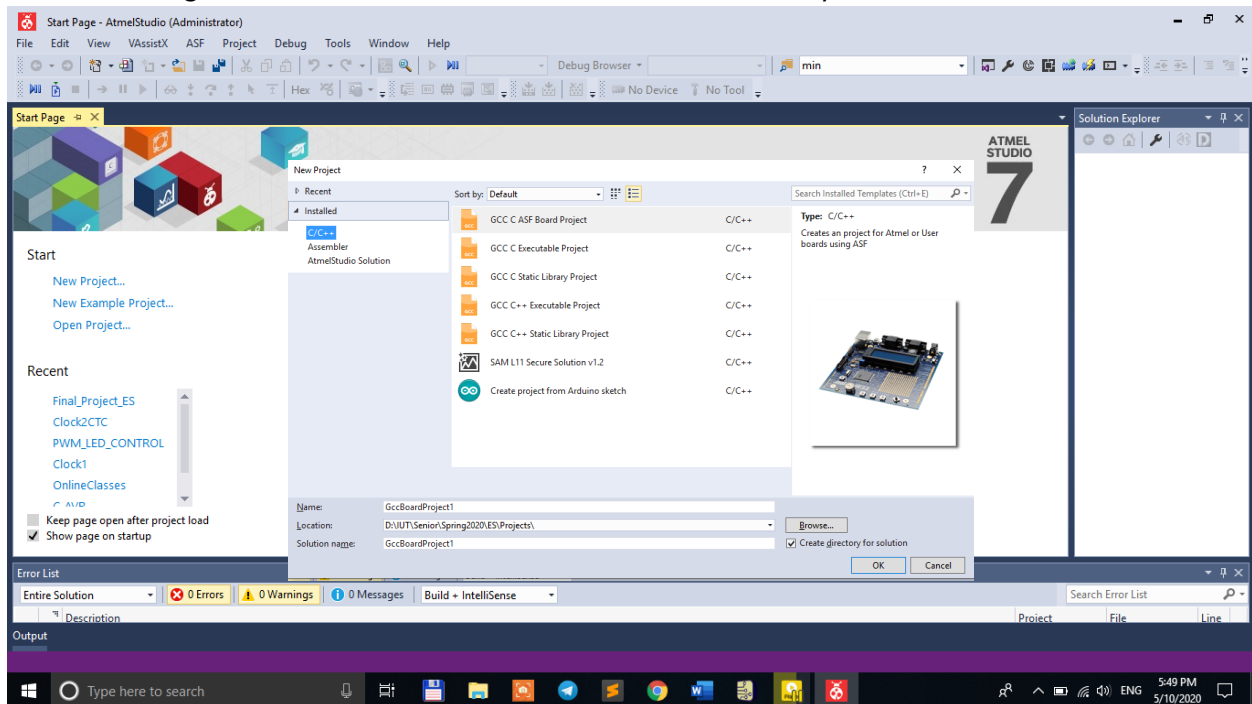 Start Page - AtmelStudio (Administrator)
File Edit View VAssistX ASF Project Debug Tools Window Help
Debug Browser min
Hex No Device No Tool
Start Page
Solution Explorer
ATMEL
STUDIO
7
New Project
Recent
Sort by: Default
Search Installed Templates (Ctrl+E)
Installed
C/C++
Assembler
AtmelStudio Solution
GCC C ASF Board Project C/C++
GCC C Executable Project C/C++
GCC C Static Library Project C/C++
GCC C++ Executable Project C/C++
GCC C++ Static Library Project C/C++
SAM L11 Secure Solution v1.2 C/C++
Create project from Arduino sketch C/C++
Type: C/C++
Creates an project for Atmel or User
boards using ASF
Start
New Project...
New Example Project...
Open Project...
Recent
Final_Project_ES
Clock2CTC
PWM_LED_CONTROL
Clock1
OnlineClasses
Keep page open after project load
Show page on startup
Name: GccBoardProject1
Location: D:\IUT\Senior\Spring2020\ES\Projects\ Browse...
Solution name: GccBoardProject1 Create directory for solution
OK Cancel
Error List
Entire Solution 0 Errors 0 Warnings 0 Messages Build + IntelliSense Search Error List
Description Project File Line
Output
Type here to search
ENG 5:49 PM
5/10/2020